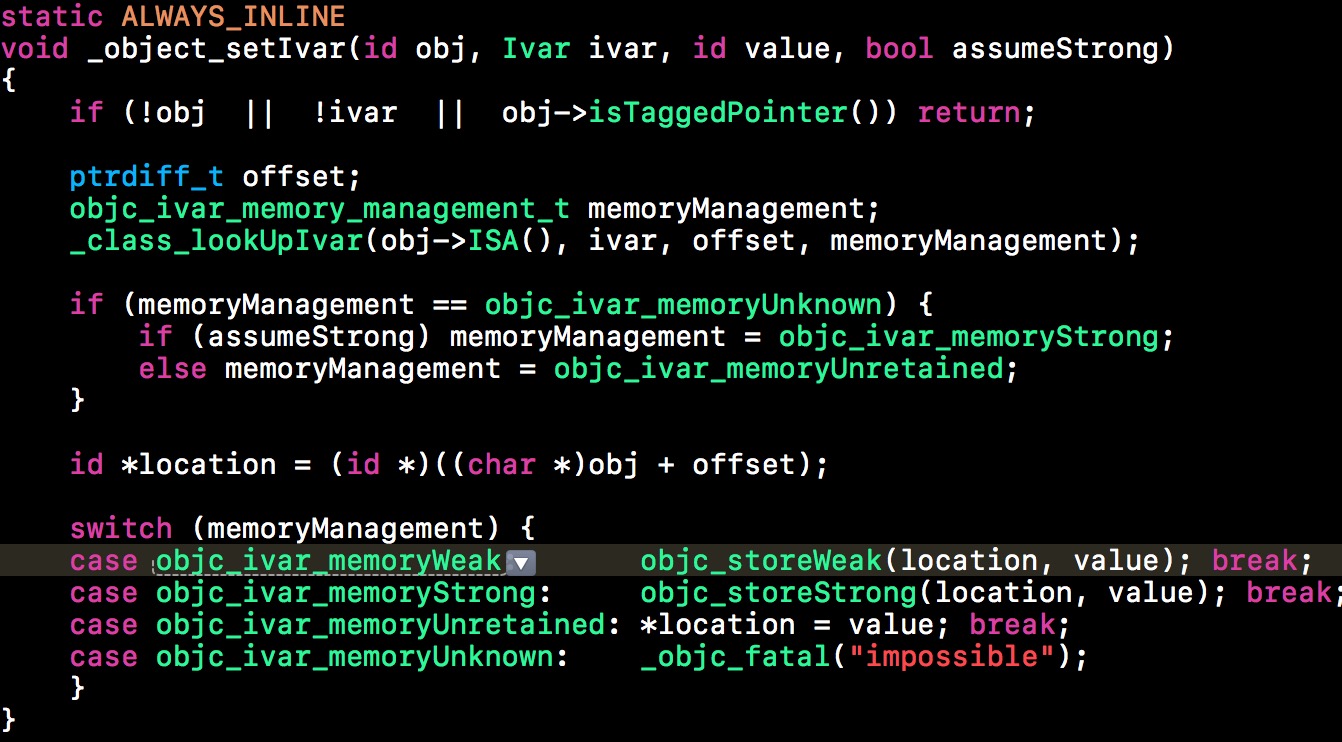 static ALWAYS_INLINE
void _object_setIvar(id obj, Ivar ivar, id value, bool assumeStrong)
{
    if (!obj  ||  !ivar  ||  obj->isTaggedPointer()) return;

    ptrdiff_t offset;
    objc_ivar_memory_management_t memoryManagement;
    _class_lookUpIvar(obj->ISA(), ivar, offset, memoryManagement);

    if (memoryManagement == objc_ivar_memoryUnknown) {
        if (assumeStrong) memoryManagement = objc_ivar_memoryStrong;
        else memoryManagement = objc_ivar_memoryUnretained;
    }

    id *location = (id *)((char *)obj + offset);

    switch (memoryManagement) {
    case objc_ivar_memoryWeak       objc_storeWeak(location, value); break;
    case objc_ivar_memoryStrong:     objc_storeStrong(location, value); break;
    case objc_ivar_memoryUnretained: *location = value; break;
    case objc_ivar_memoryUnknown:    _objc_fatal("impossible");
    }
}